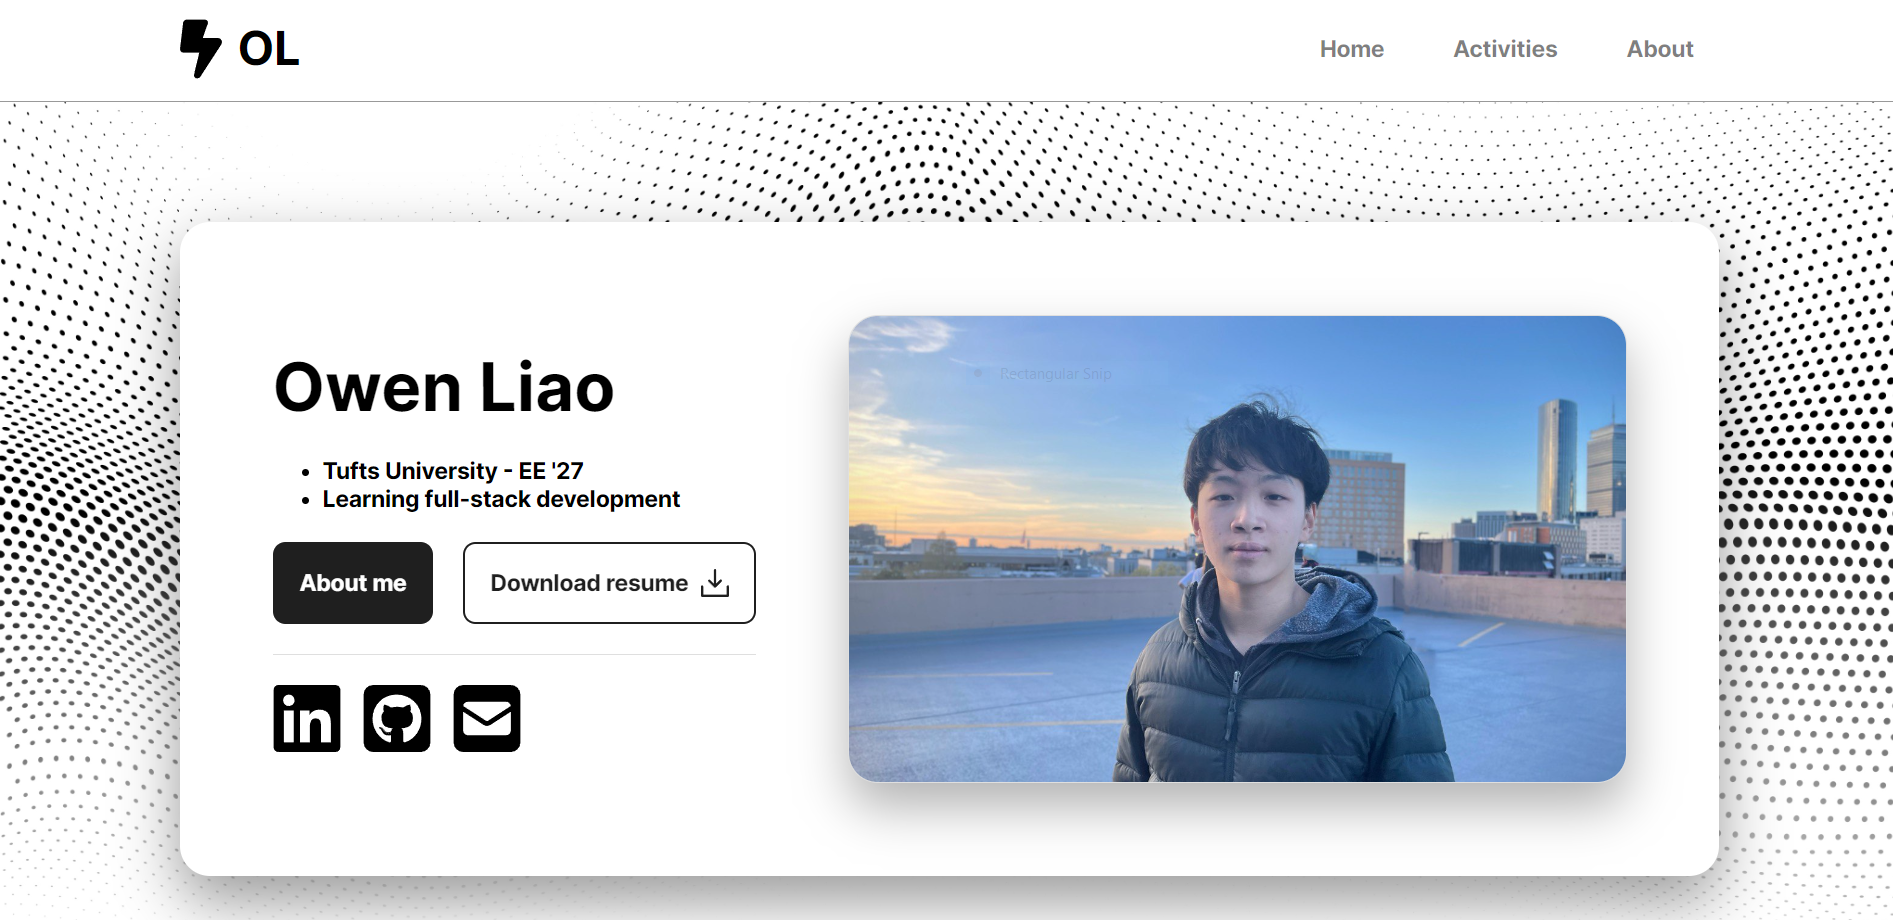 OL
Home
Activities
About
Owen Liao
Rectangular Snip
• Tufts University - EE '27
• Learning full-stack development
About me
Download resume
in